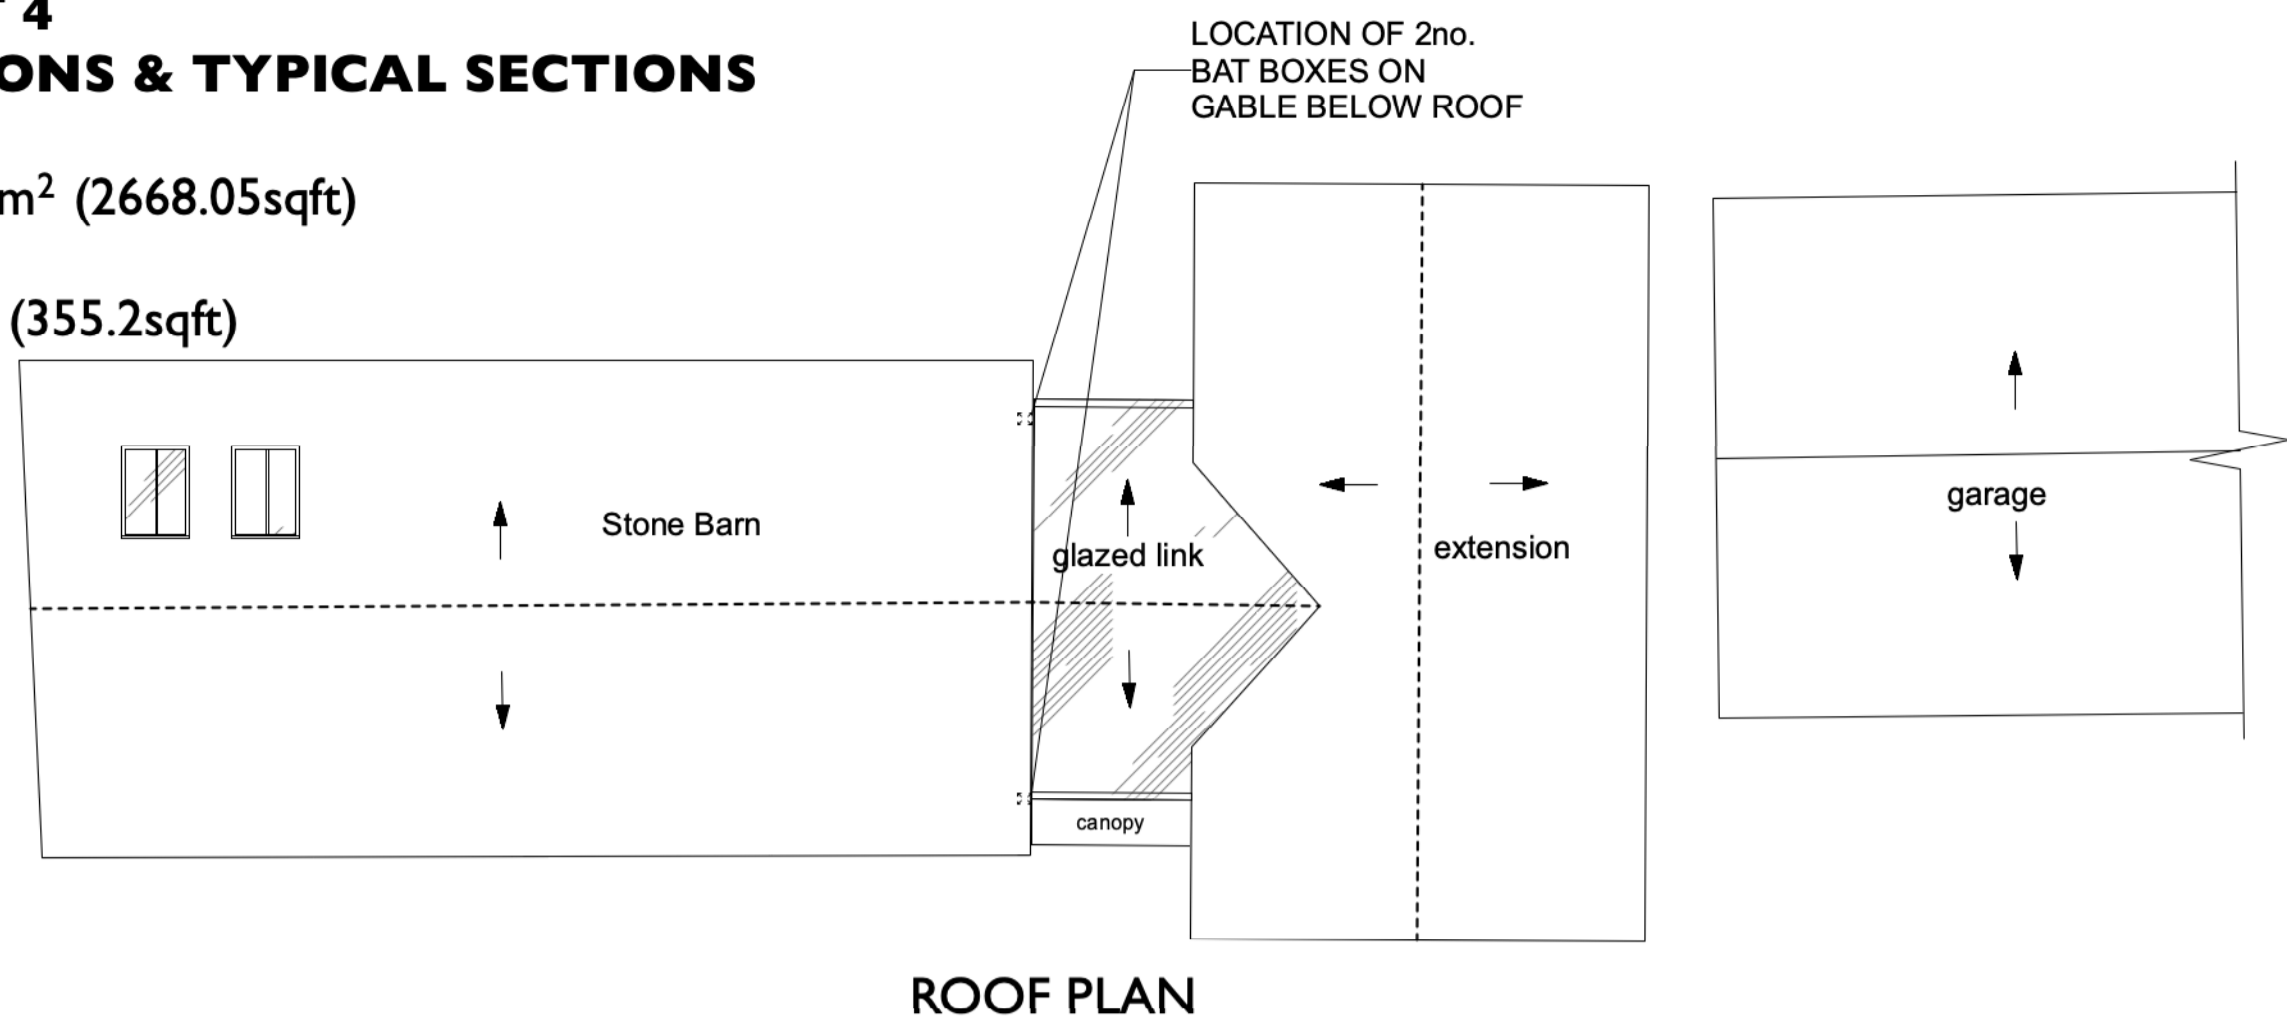 4
ONS & TYPICAL SECTIONS
m² (2668.05sqft)
(355.2sqft)
LOCATION OF 2no.
BAT BOXES ON
GABLE BELOW ROOF
Stone Barn
glazed link
extension
garage
canopy
ROOF PLAN